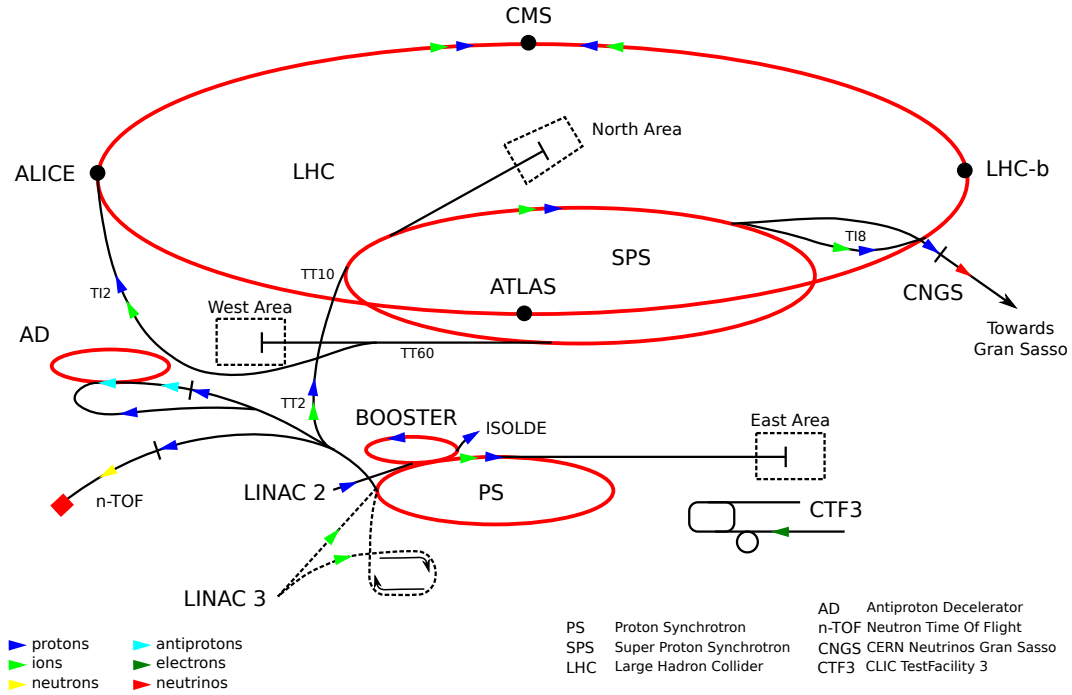 CMS
North Area
ALICE
LHC
LHC-b
TI8
SPS
TT10
ATLAS
CNGS
TI2
West Area
Towards
Gran Sasso
AD
TT60
TT2
BOOSTER
ISOLDE
East Area
LINAC 2
PS
n-TOF
CTF3
LINAC 3
protons
ions
neutrons
antiprotons
electrons
neutrinos
PS Proton Synchrotron
SPS Super Proton Synchrotron
LHC Large Hadron Collider
AD Antiproton Decelerator
n-TOF Neutron Time Of Flight
CNGS CERN Neutrinos Gran Sasso
CTF3 CLIC TestFacility 3